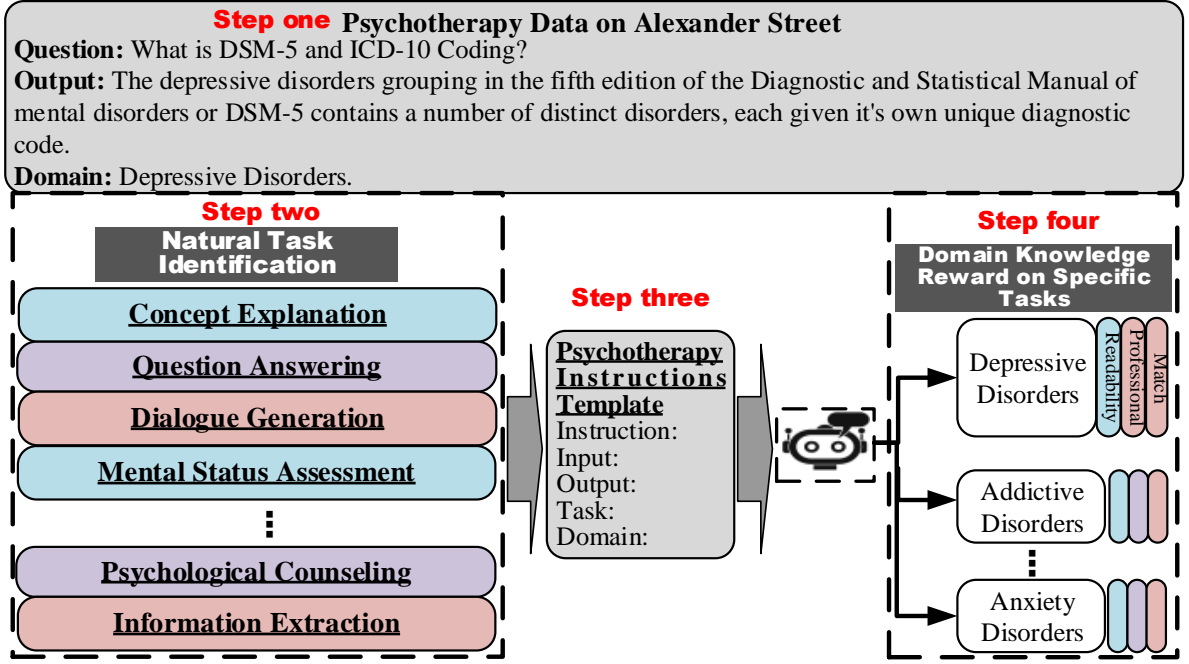 Step one Psychotherapy Data on Alexander Street
Question: What is DSM-5 and ICD-10 Coding?
Output: The depressive disorders grouping in the fifth edition of the Diagnostic and Statistical Manual of
mental disorders or DSM-5 contains a number of distinct disorders, each given it's own unique diagnostic
code.
Domain: Depressive Disorders.
Step two
Natural Task
Identification
Concept Explanation
Question Answering
Dialogue Generation
Mental Status Assessment
Psychological Counseling
Information Extraction
Step three
Psychotherapy
Instructions
Template
Instruction:
Input:
Output:
Task:
Domain:
Step four
Domain Knowledge
Reward on Specific
Tasks
Depressive
Disorders
Readability
Professional
Match
Addictive
Disorders
Anxiety
Disorders